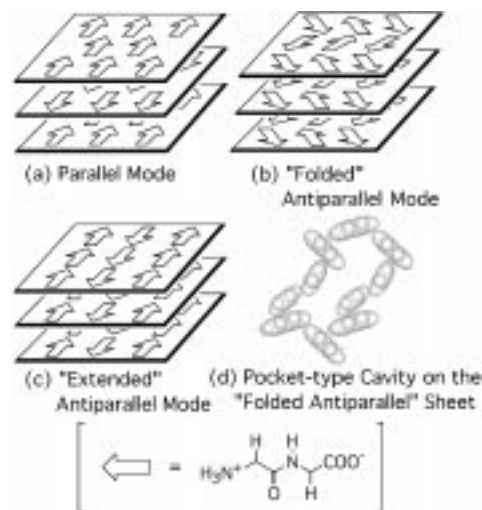 (a) Parallel Mode
(b) "Folded"
Antiparallel Mode
(c) "Extended"
Antiparallel Mode
(d) Pocket-type Cavity on the
"Folded Antiparallel" Sheet
= H₃N⁺ H O H N H COO⁻